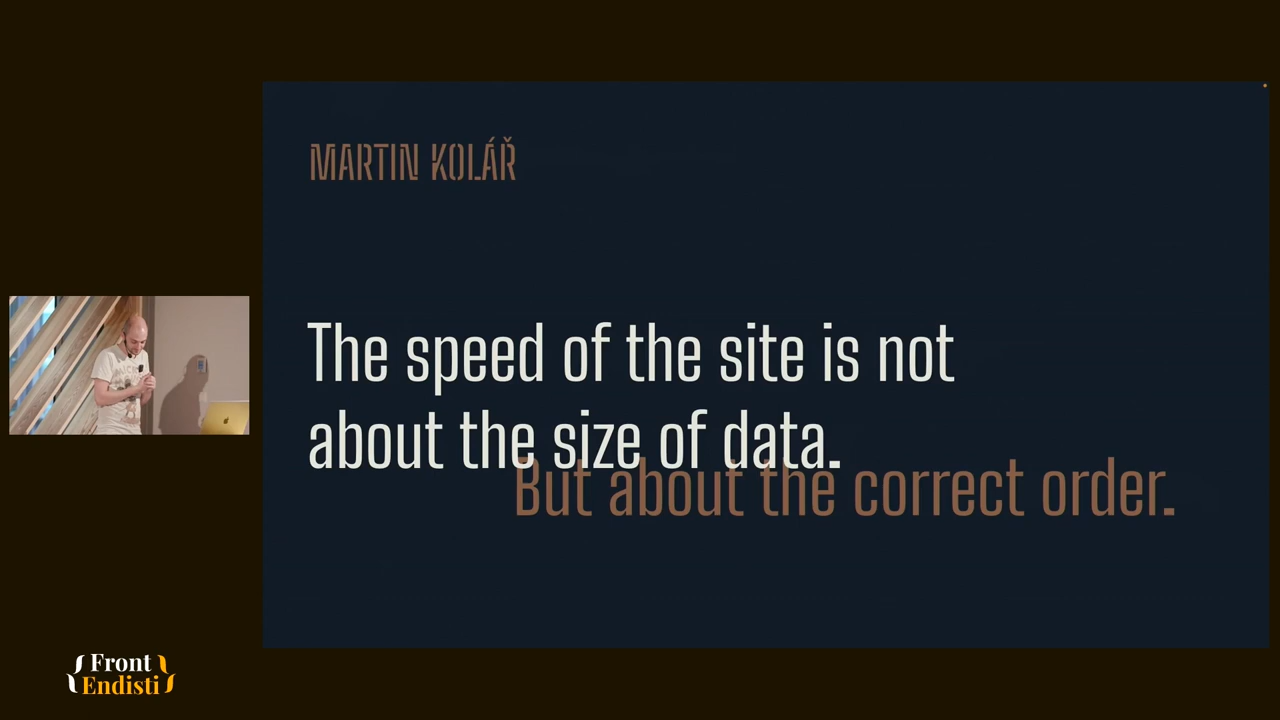 MARTIN KOLÁŘ
The speed of the site is not
about the size of data.
But about the correct order.
Front
Endisti